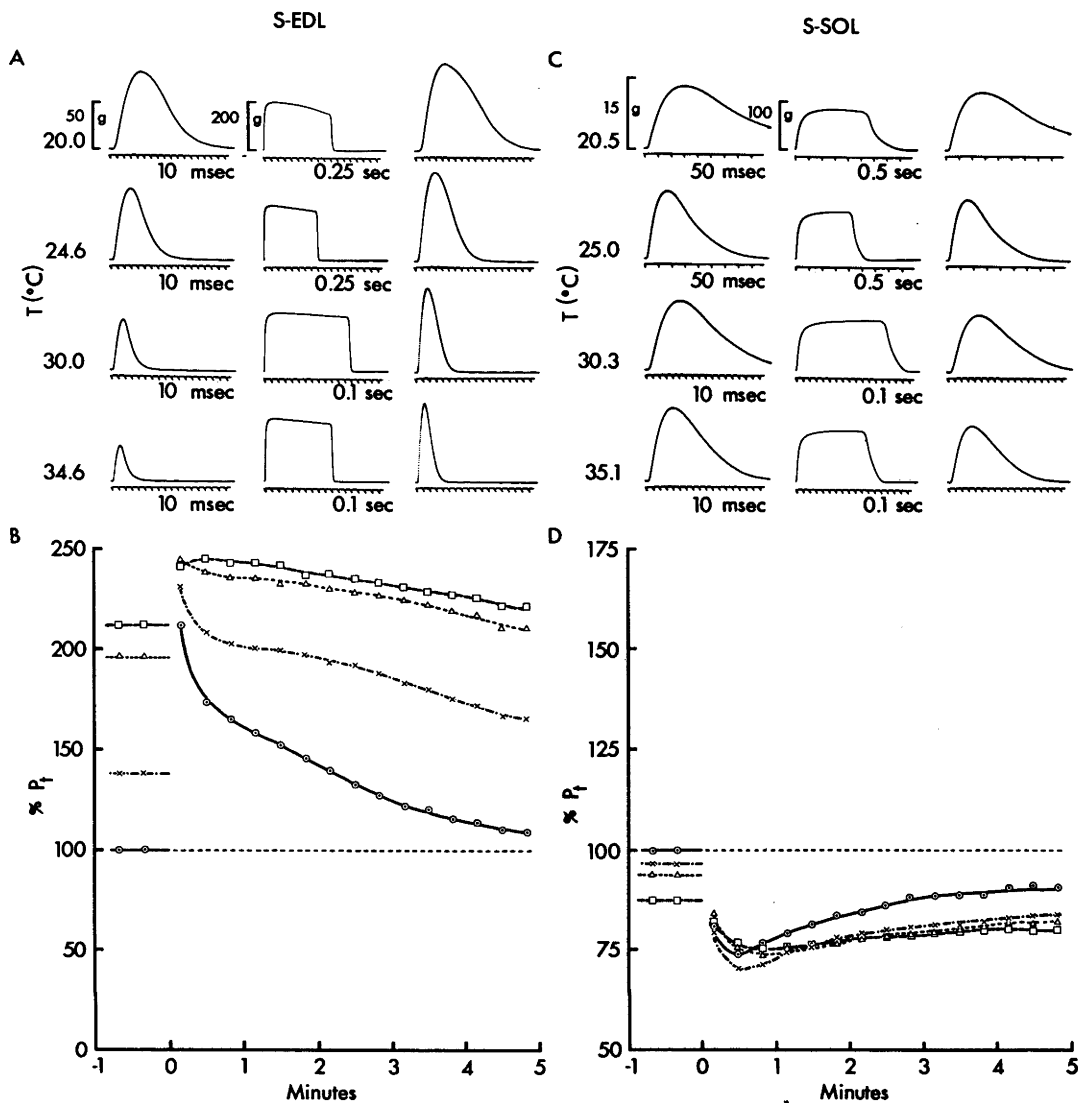 S-EDL
S-SOL
A
50
g
20.0
10 msec
200
g
0.25 sec
24.6
10 msec
0.25 sec
T (°C)
30.0
10 msec
0.1 sec
34.6
10 msec
0.1 sec
C
15
g
20.5
50 msec
100
g
0.5 sec
25.0
50 msec
0.5 sec
T (°C)
30.3
10 msec
0.1 sec
35.1
10 msec
0.1 sec
B
250
200
150
100
50
0
% Pt
-1 0 1 2 3 4 5
Minutes
D
175
150
125
100
75
50
% Pt
-1 0 1 2 3 4 5
Minutes